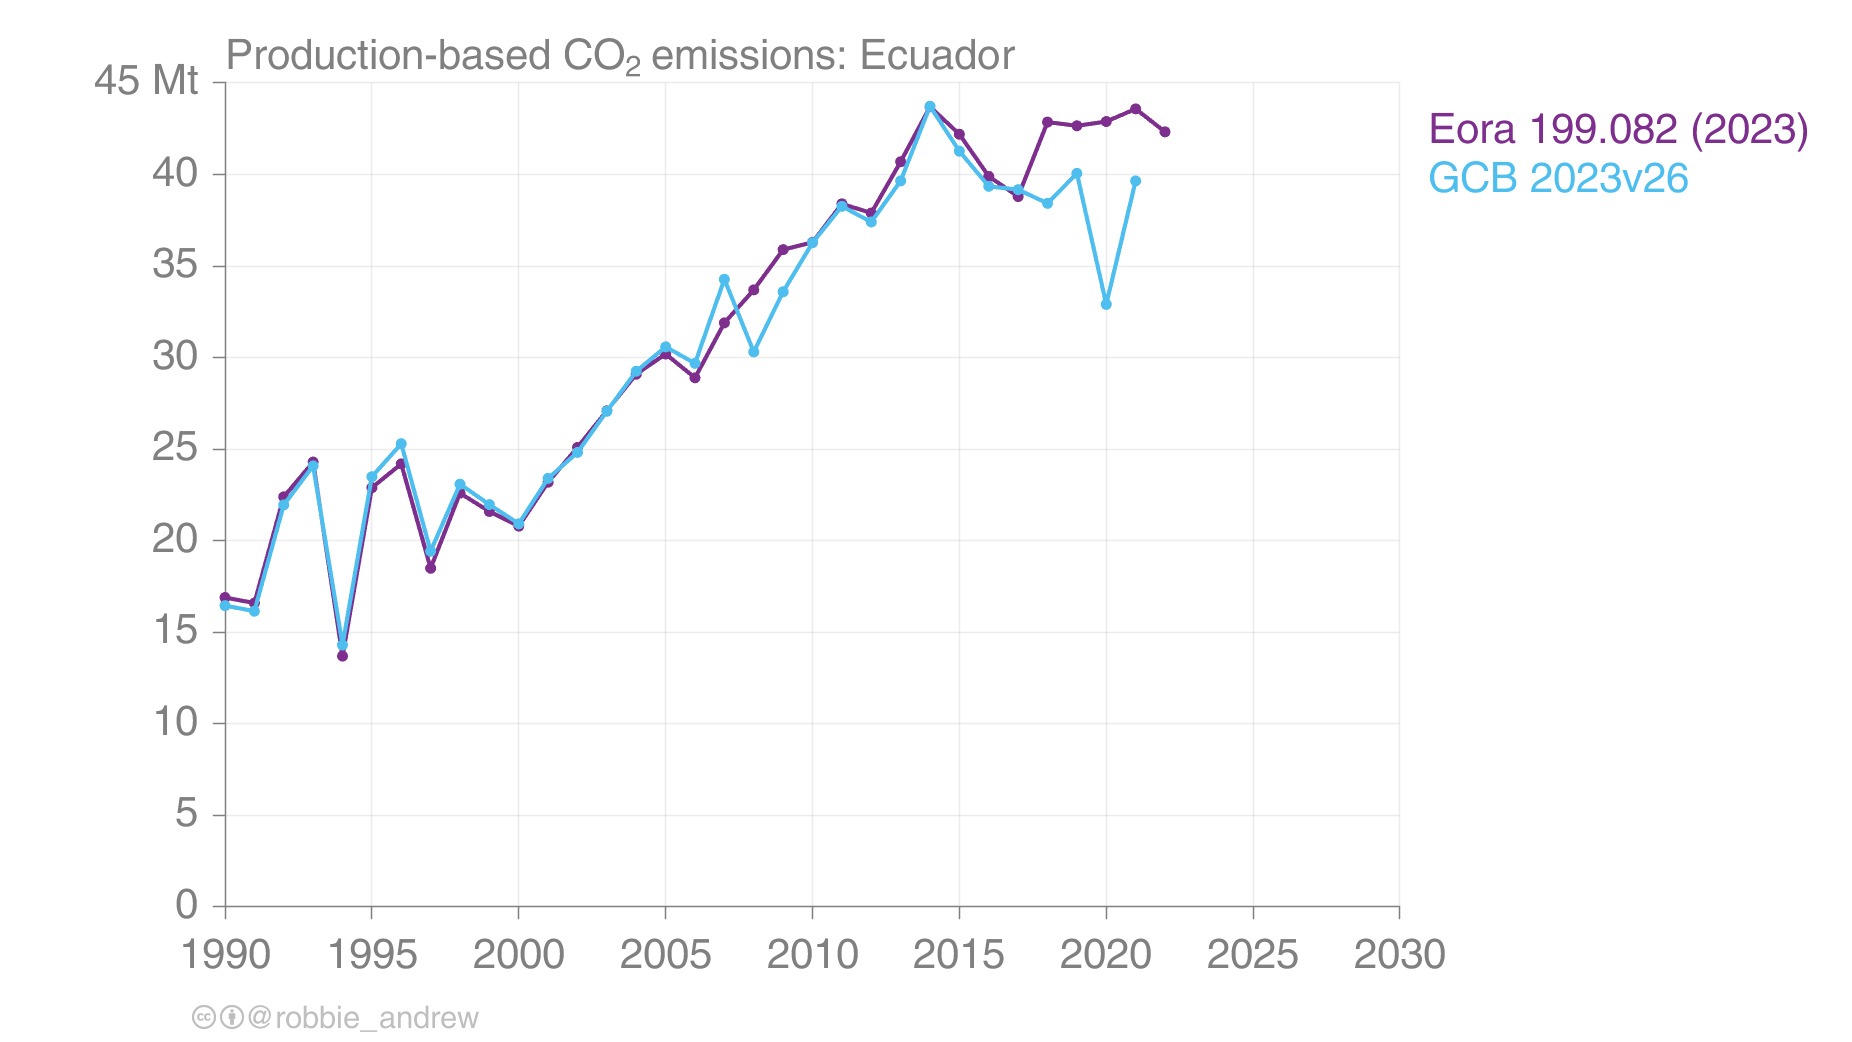 Production-based CO₂ emissions: Ecuador
45 Mt
40
35
30
25
20
15
10
5
0
1990 1995 2000 2005 2010 2015 2020 2025 2030
Eora 199.082 (2023)
GCB 2023v26
@robbie_andrew